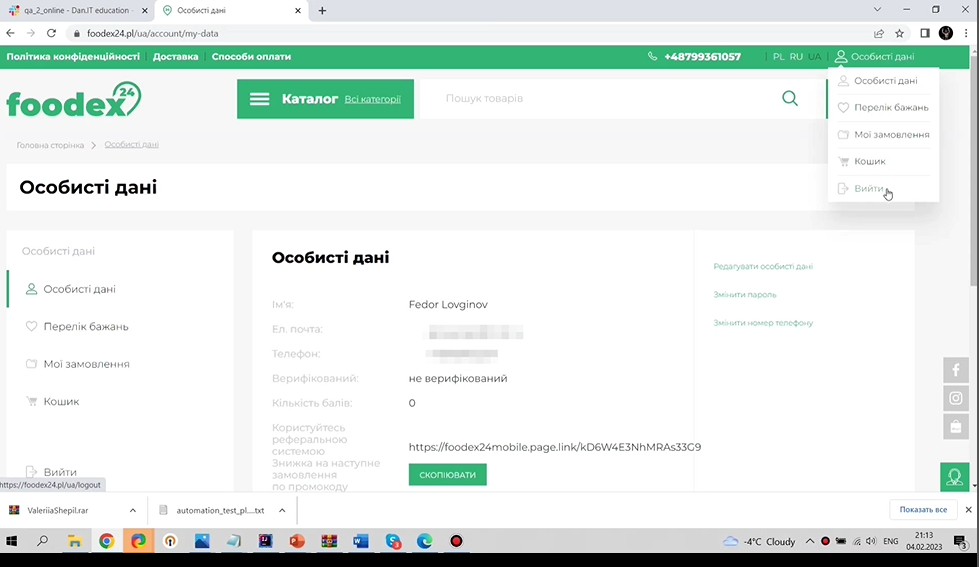 qa_2_online - Dan.IT education -
Особисті дані
foodex24.pl/ua/account/my-data
Політика конфіденційності Доставка Способи оплати
+48799361057
PL RU UA
Особисті дані
foodex24
Каталог Всі категорії
Пошук товарів
Особисті дані
Перелік бажань
Мої замовлення
Кошик
Вийти
Головна сторінка Особисті дані
Особисті дані
Особисті дані
Особисті дані
Перелік бажань
Мої замовлення
Кошик
Вийти
Особисті дані
Ім'я: Fedor Lovginov
Ел. почта:
Телефон:
Верифікований: не верифікований
Кількість балів: 0
Користуйтесь
реферальною
системою
https://foodex24mobile.page.link/kD6W4E3NhMRAs33G9
Знижка на наступне
замовлення
по промокоду
СКОПІЮВАТИ
Редагувати особисті дані
Змінити пароль
Змінити номер телефону
https://foodex24.pl/ua/logout
ValeriiaShepil.rar
automation_test_pl....txt
Показать все
-4°C Cloudy
ENG
21:13
04.02.2023
3